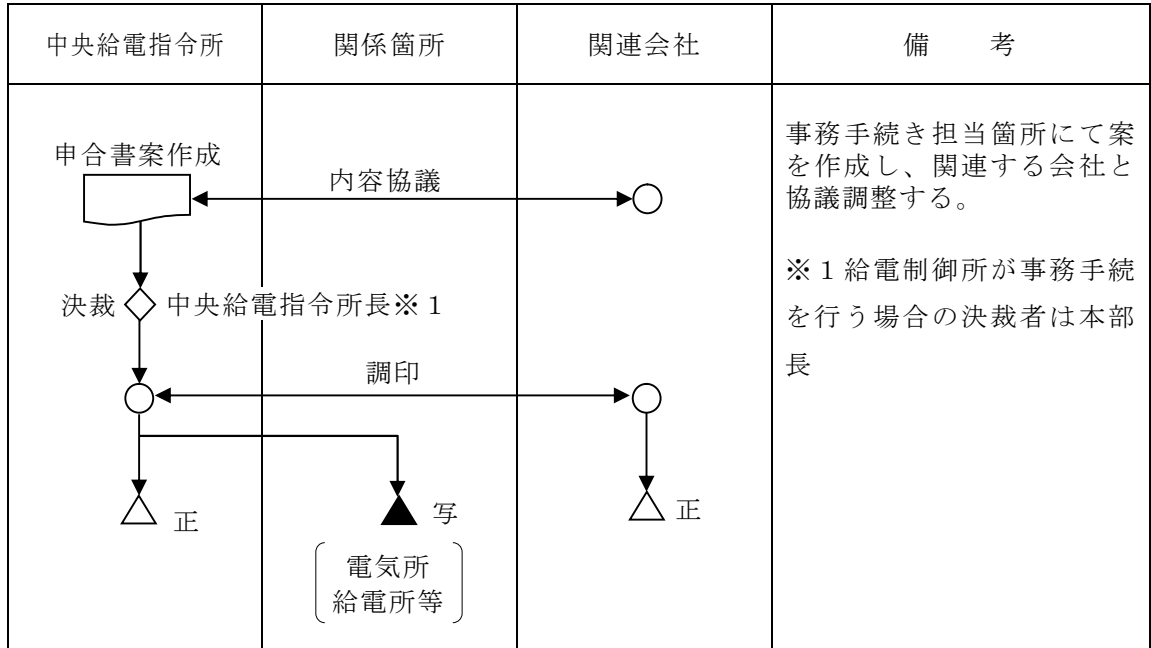 中央給電指令所
関係箇所
関連会社
備　　考
申合書案作成
内容協議
事務手続き担当箇所にて案
を作成し、関連する会社と
協議調整する。
※１給電制御所が事務手続
を行う場合の決裁者は本部
長
決裁
中央給電指令所長※１
調印
正
写
正
電気所
給電所等